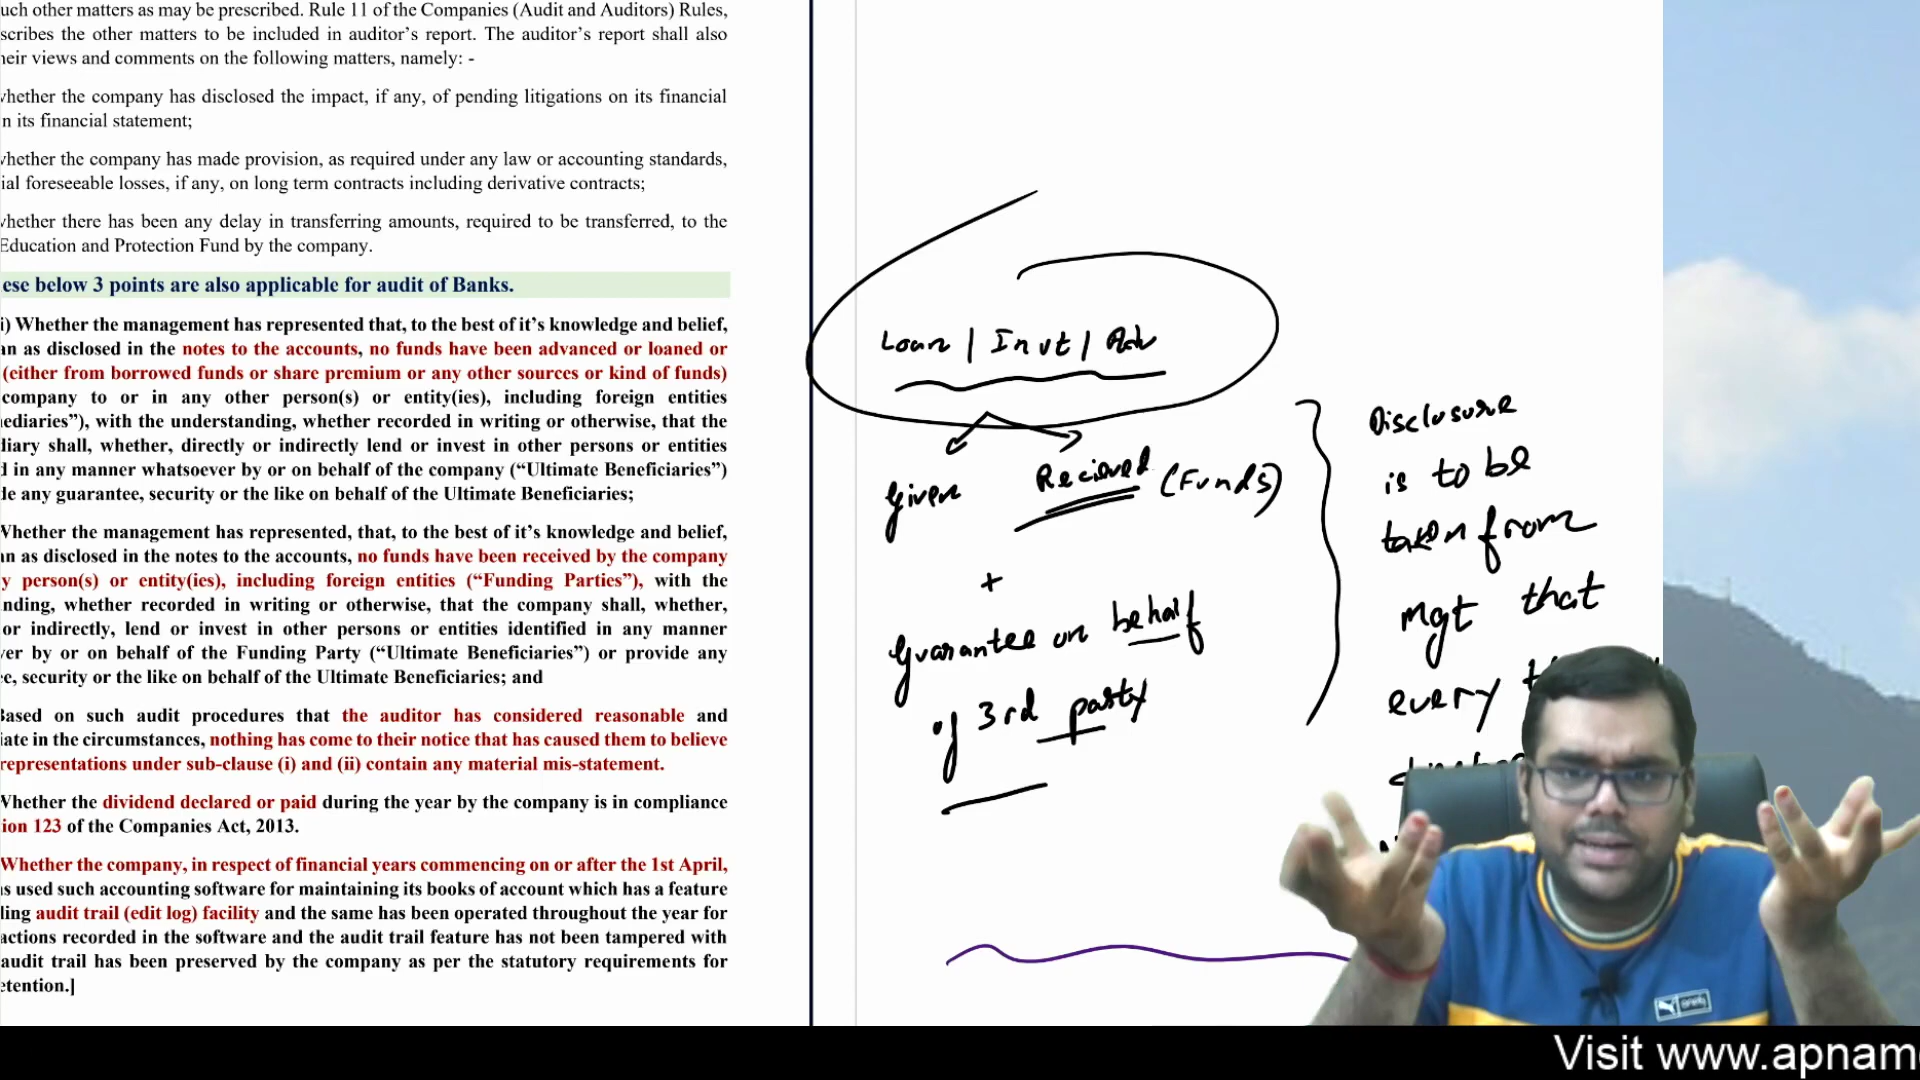 uch other matters as may be prescribed. Rule 11 of the Companies (Audit and Auditors) Rules,
scribes the other matters to be included in auditor's report. The auditor's report shall also
heir views and comments on the following matters, namely: -
whether the company has disclosed the impact, if any, of pending litigations on its financial
n its financial statement;
whether the company has made provision, as required under any law or accounting standards,
ial foreseeable losses, if any, on long term contracts including derivative contracts;
whether there has been any delay in transferring amounts, required to be transferred, to the
Education and Protection Fund by the company.
ese below 3 points are also applicable for audit of Banks.
i) Whether the management has represented that, to the best of it's knowledge and belief,
an as disclosed in the notes to the accounts, no funds have been advanced or loaned or
(either from borrowed funds or share premium or any other sources or kind of funds)
company to or in any other person(s) or entity(ies), including foreign entities
ediaries"), with the understanding, whether recorded in writing or otherwise, that the
diary shall, whether, directly or indirectly lend or invest in other persons or entities
d in any manner whatsoever by or on behalf of the company ("Ultimate Beneficiaries")
de any guarantee, security or the like on behalf of the Ultimate Beneficiaries;
Whether the management has represented, that, to the best of it's knowledge and belief,
an as disclosed in the notes to the accounts, no funds have been received by the company
y person(s) or entity(ies), including foreign entities ("Funding Parties"), with the
nding, whether recorded in writing or otherwise, that the company shall, whether,
or indirectly, lend or invest in other persons or entities identified in any manner
ver by or on behalf of the Funding Party ("Ultimate Beneficiaries") or provide any
e, security or the like on behalf of the Ultimate Beneficiaries; and
Based on such audit procedures that the auditor has considered reasonable and
iate in the circumstances, nothing has come to their notice that has caused them to believe
representations under sub-clause (i) and (ii) contain any material mis-statement.
Whether the dividend declared or paid during the year by the company is in compliance
ion 123 of the Companies Act, 2013.
Whether the company, in respect of financial years commencing on or after the 1st April,
s used such accounting software for maintaining its books of account which has a feature
ling audit trail (edit log) facility and the same has been operated throughout the year for
actions recorded in the software and the audit trail feature has not been tampered with
audit trail has been preserved by the company as per the statutory requirements for
etention.]
Loan | Invt | Adv
Given Recieved (Funds)
+
Guarantee on behalf
of 3rd party
Disclosure
is to be
taken from
mgt that
every
Visit www.apnam